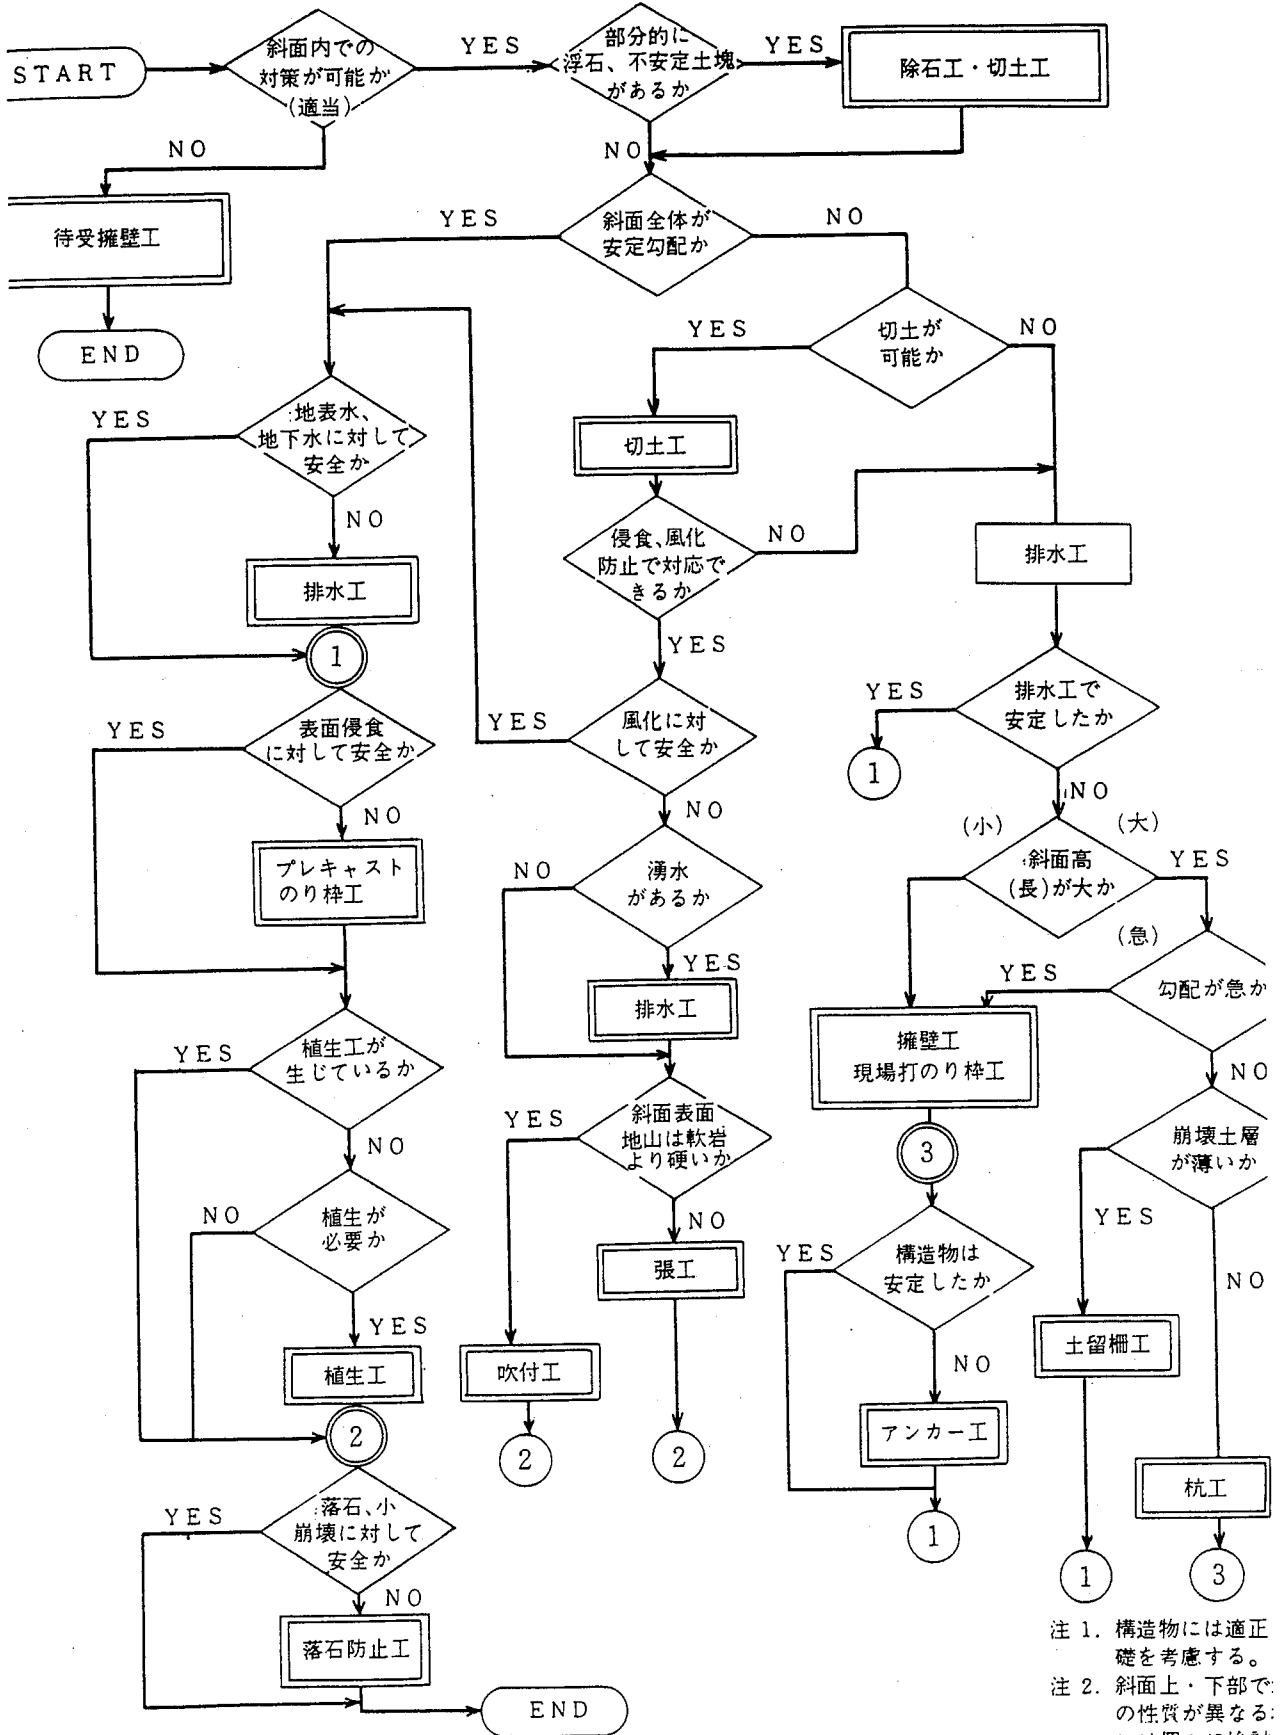 START
斜面内での
対策が可能か
(適当)
YES
部分的に
浮石、不安定土塊
があるか
YES
除石工・切土工
NO
NO
待受擁壁工
END
YES
斜面全体が
安定勾配か
NO
YES
切土が
可能か
NO
YES
地表水、
地下水に対して
安全か
NO
排水工
1
切土工
侵食、風化
防止で対応で
きるか
NO
YES
排水工
YES
表面侵食
に対して安全か
NO
プレキャスト
のり枠工
YES
風化に対
して安全か
NO
YES
排水工で
安定したか
1
NO
NO
湧水
があるか
YES
排水工
(小)
(大)
斜面高
(長)が大か
YES
(急)
YES
勾配が急か
NO
擁壁工
現場打のり枠工
3
YES
植生工が
生じているか
NO
NO
植生が
必要か
YES
植生工
2
YES
斜面表面
地山は軟岩
より硬いか
NO
張工
吹付工
2
2
YES
構造物は
安定したか
NO
アンカー工
1
崩壊土層
が薄いか
YES
NO
土留柵工
杭工
1
3
YES
落石、小
崩壊に対して
安全か
NO
落石防止工
END
注 1. 構造物には適正
礎を考慮する。
注 2. 斜面上・下部で
の性質が異なる